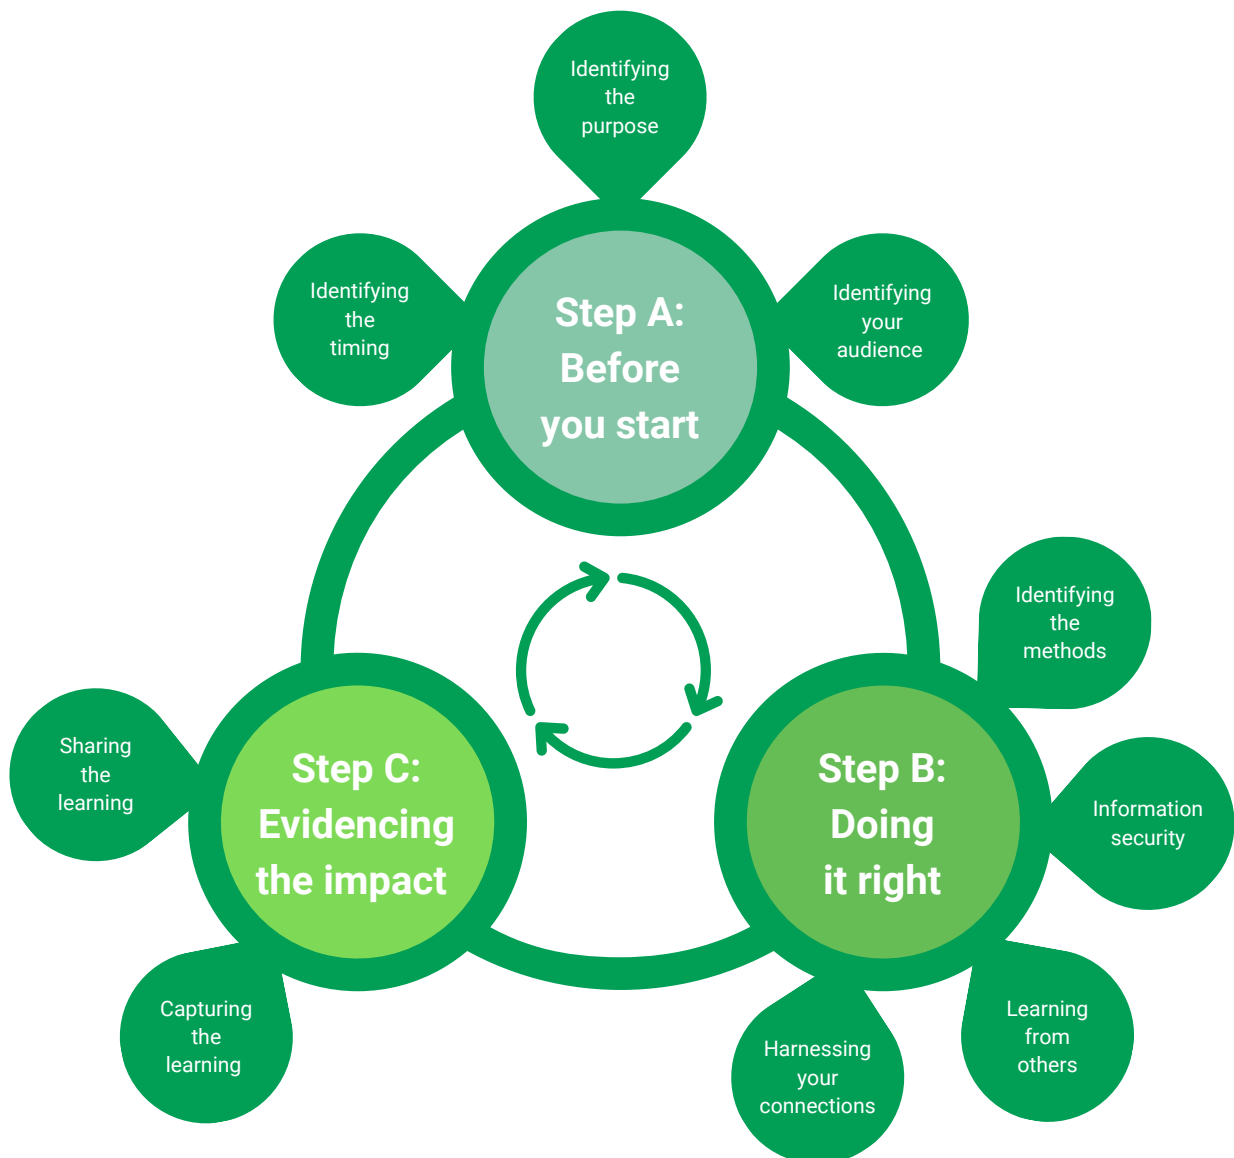 Identifying
the
purpose
Identifying
the
timing
Step A:
Before
you start
Identifying
your
audience
Identifying
the
methods
Sharing
the
learning
Step C:
Evidencing
the impact
Step B:
Doing
it right
Information
security
Capturing
the
learning
Harnessing
your
connections
Learning
from
others